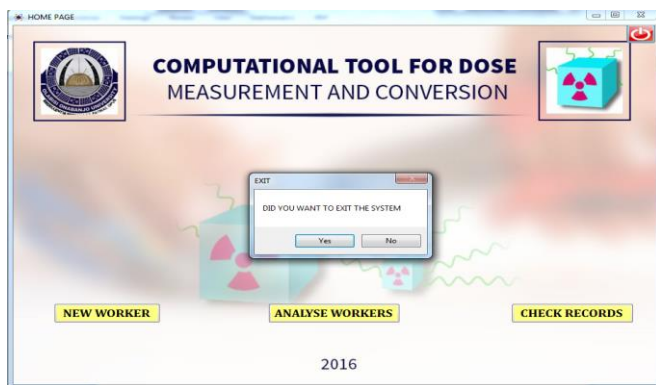 HOME PAGE
COMPUTATIONAL TOOL FOR DOSE
MEASUREMENT AND CONVERSION
EXIT
DID YOU WANT TO EXIT THE SYSTEM
Yes
No
NEW WORKER
ANALYSE WORKERS
CHECK RECORDS
2016